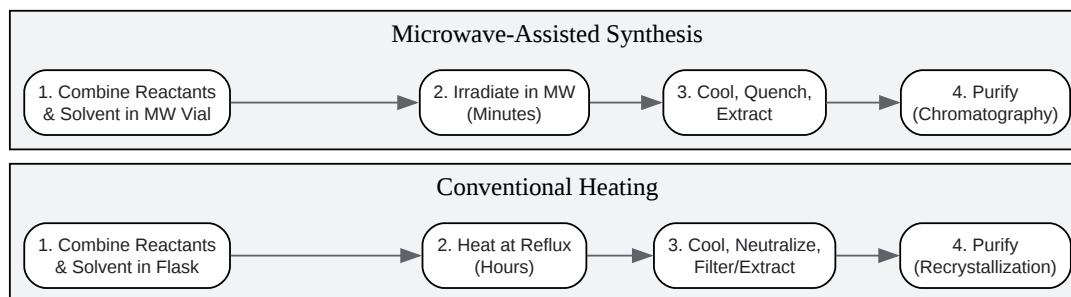 Microwave-Assisted Synthesis
1. Combine Reactants
& Solvent in MW Vial
2. Irradiate in MW
(Minutes)
3. Cool, Quench,
Extract
4. Purify
(Chromatography)
Conventional Heating
1. Combine Reactants
& Solvent in Flask
2. Heat at Reflux
(Hours)
3. Cool, Neutralize,
Filter/Extract
4. Purify
(Recrystallization)